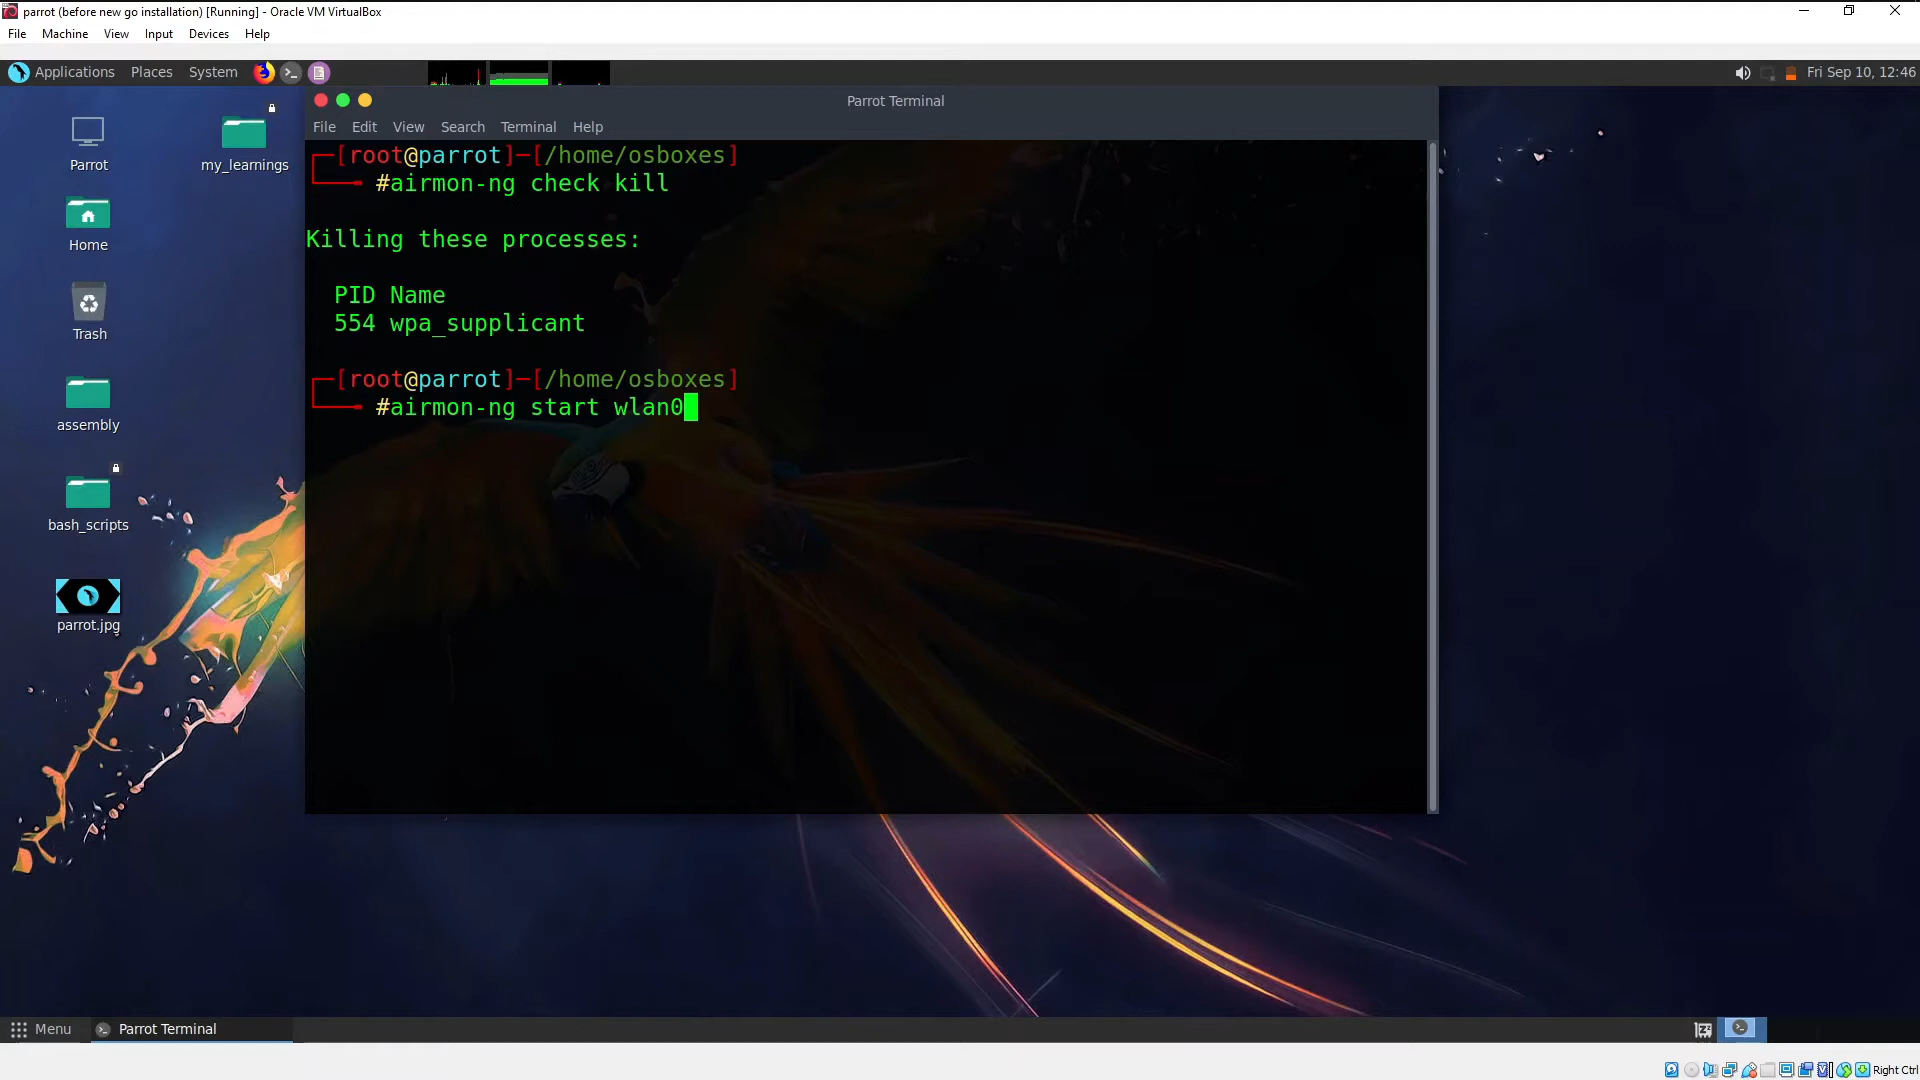 parrot (before new go installation) [Running] - Oracle VM VirtualBox
File Machine View Input Devices Help
Applications Places System
Fri Sep 10, 12:46
Parrot Terminal
File Edit View Search Terminal Help
┌─[root@parrot]─[/home/osboxes]
└──╼ #airmon-ng check kill
Killing these processes:
PID Name
554 wpa_supplicant
┌─[root@parrot]─[/home/osboxes]
└──╼ #airmon-ng start wlan0
Parrot
my_learnings
Home
Trash
assembly
bash_scripts
parrot.jpg
Menu
Parrot Terminal
Right Ctrl